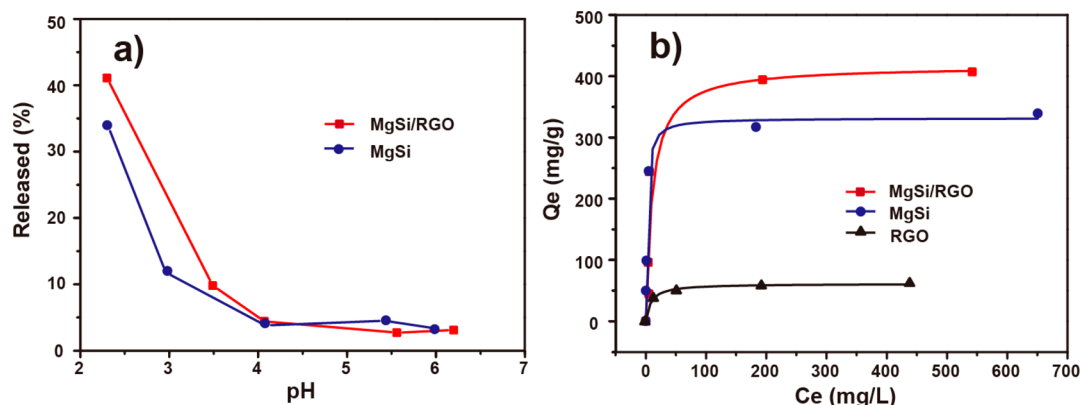 a)
Released (%)
50
40
30
20
10
0
MgSi/RGO
MgSi
2 3 4 5 6 7
pH
b)
Qe (mg/g)
500
400
300
200
100
0
MgSi/RGO
MgSi
RGO
0 100 200 300 400 500 600 700
Ce (mg/L)